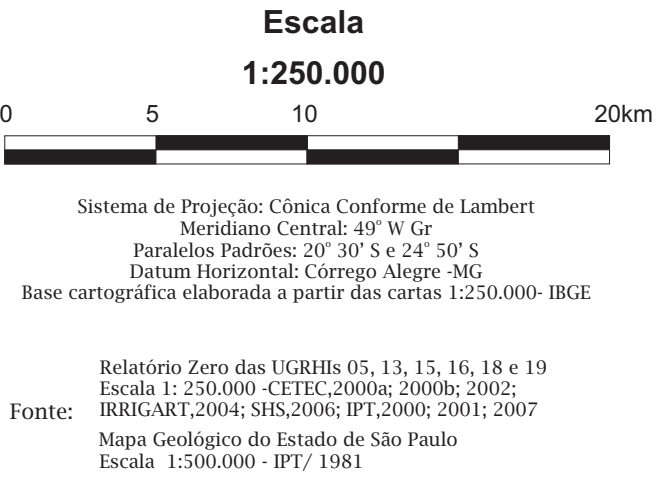 Escala
1:250.000
0 5 10 20km
Sistema de Projeção: Cônica Conforme de Lambert
Meridiano Central: 49º W Gr
Paralelos Padrões: 20º 30’ S e 24º 50’ S
Datum Horizontal: Córrego Alegre -MG
Base cartográfica elaborada a partir das cartas 1:250.000- IBGE
Relatório Zero das UGRHIs 05, 13, 15, 16, 18 e 19
Escala 1: 250.000 -CETEC,2000a; 2000b; 2002;
Fonte: IRRIGART,2004; SHS,2006; IPT,2000; 2001; 2007
Mapa Geológico do Estado de São Paulo
Escala 1:500.000 - IPT/ 1981